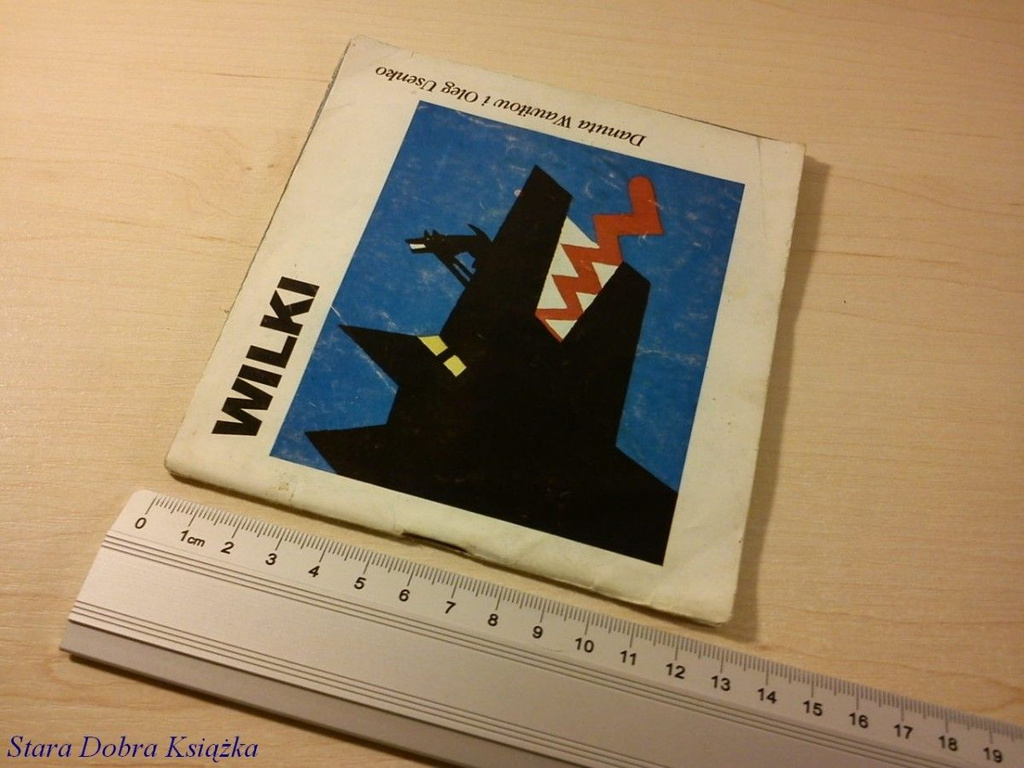 Danuta Wawiłow i Oleg Usenko
WILKI
0 1cm 2 3 4 5 6 7 8 9 10 11 12 13 14 15 16 17 18 19
Stara Dobra Książka